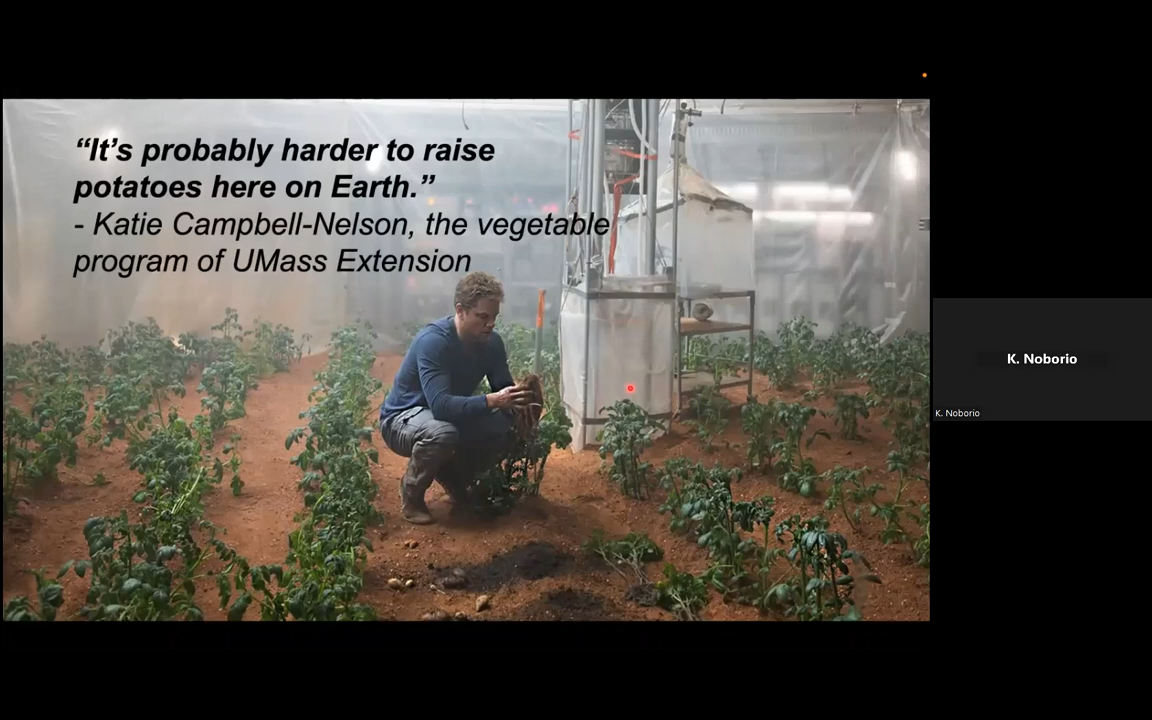 “It’s probably harder to raise
potatoes here on Earth.”
- Katie Campbell-Nelson, the vegetable
program of UMass Extension
K. Noborio
K. Noborio